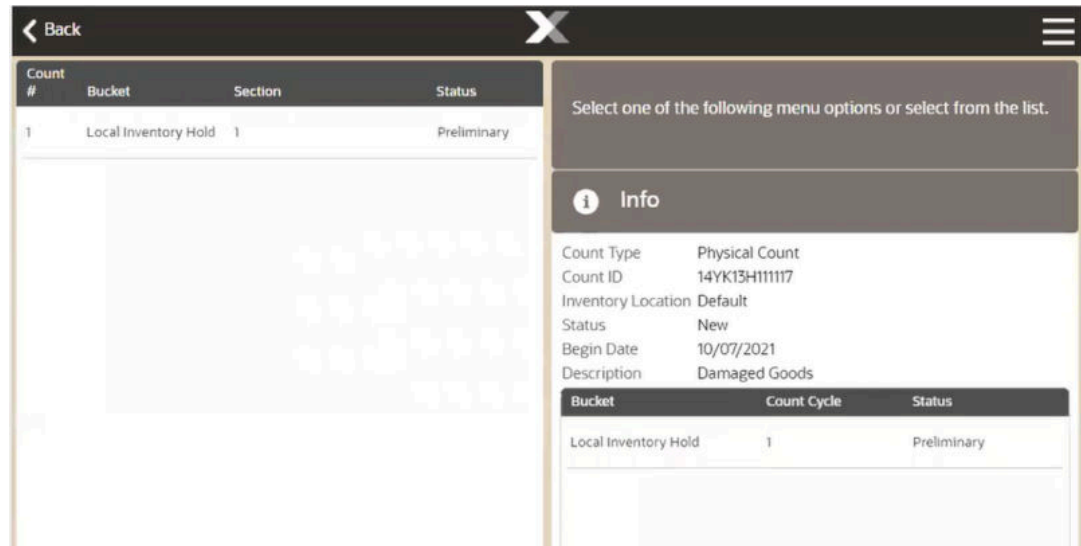 Back
Count
# Bucket Section Status
1 Local Inventory Hold 1 Preliminary
Select one of the following menu options or select from the list.
Info
Count Type Physical Count
Count ID 14YK13H111117
Inventory Location Default
Status New
Begin Date 10/07/2021
Description Damaged Goods
Bucket Count Cycle Status
Local Inventory Hold 1 Preliminary